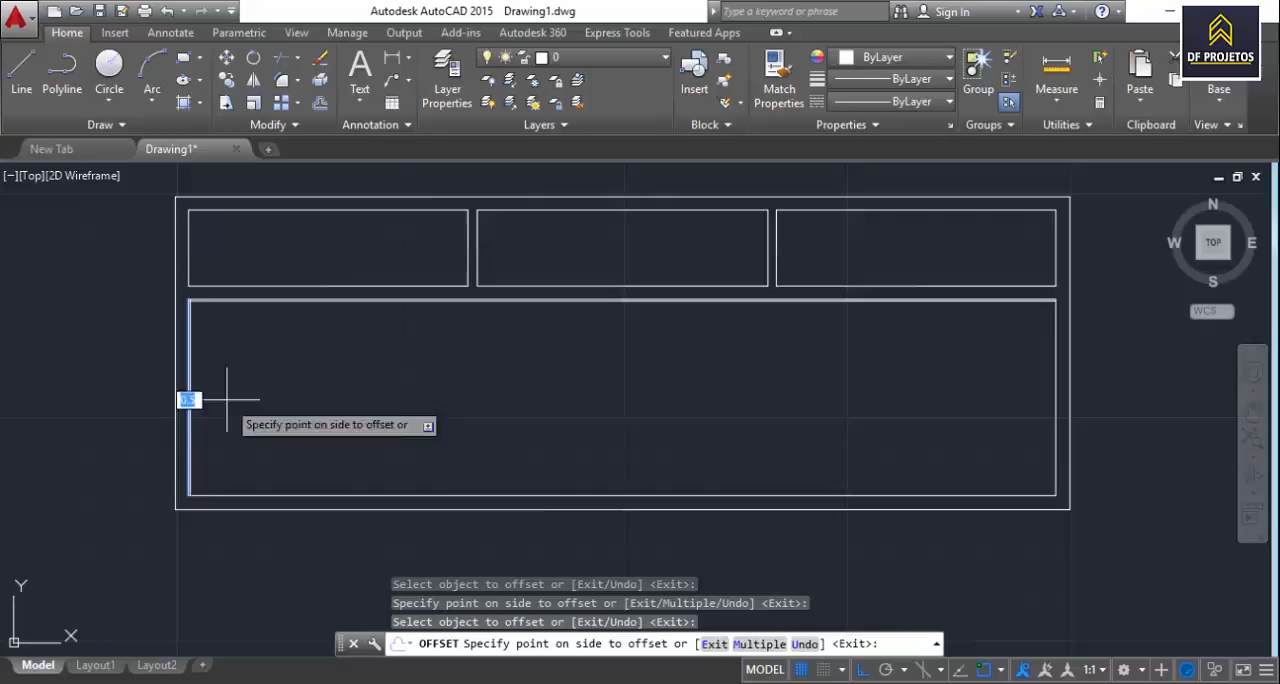 Autodesk AutoCAD 2015 Drawing1.dwg
Type a keyword or phrase
Sign In
DF PROJETOS
Home Insert Annotate Parametric View Manage Output Add-ins Autodesk 360 Express Tools Featured Apps
0
ByLayer
ByLayer
ByLayer
Line Polyline Circle Arc
Text
Layer Properties
Insert
Match Properties
Group
Measure
Paste
Base
Draw Modify Annotation Layers Block Properties Groups Utilities Clipboard View
New Tab Drawing1*
[−][Top][2D Wireframe]
N
W TOP E
S
WCS
Specify point on side to offset or
Select object to offset or [Exit/Undo] <Exit>:
Specify point on side to offset or [Exit/Multiple/Undo] <Exit>:
Select object to offset or [Exit/Undo] <Exit>:
OFFSET Specify point on side to offset or [Exit Multiple Undo] <Exit>:
Y
X
Model Layout1 Layout2 +
MODEL 1:1